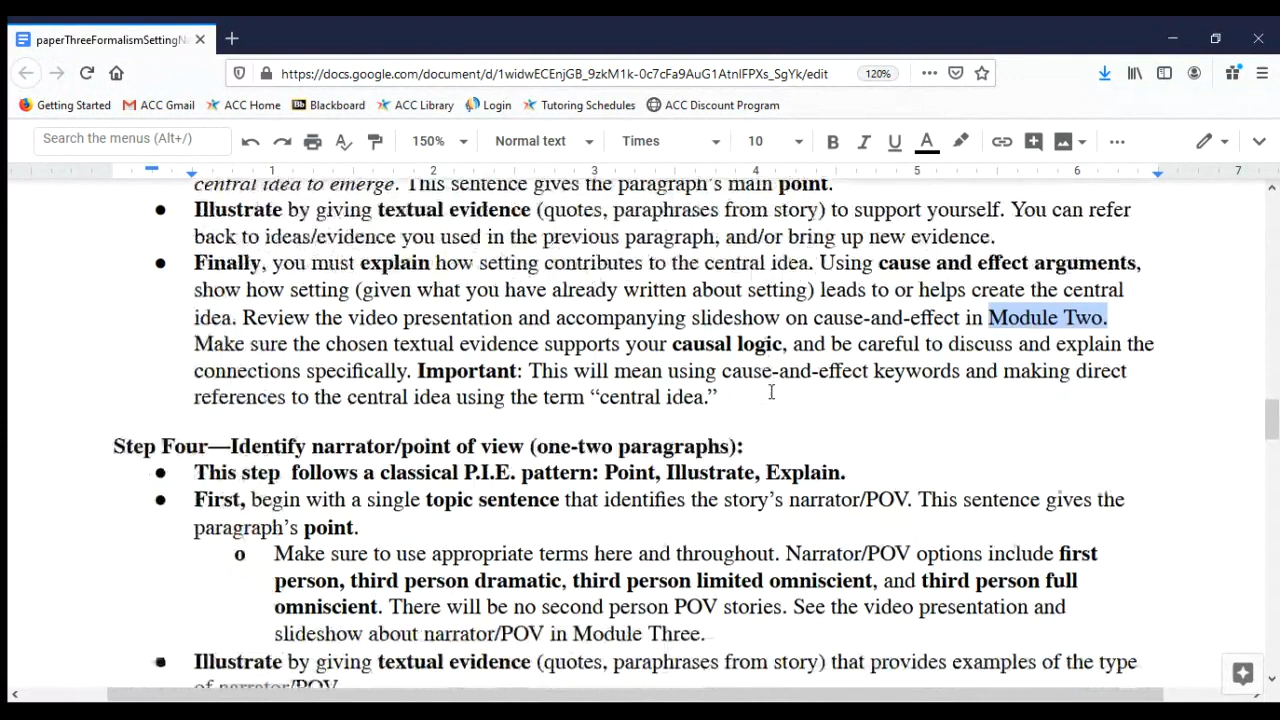 paperThreeFormalismSettingNa
https://docs.google.com/document/d/1widwECEnjGB_9zkM1k-0c7cFa9AuG1AtnlFPXs_SgYk/edit
120%
Getting Started ACC Gmail ACC Home Bb Blackboard ACC Library Login Tutoring Schedules ACC Discount Program
Search the menus (Alt+/) 150% Normal text Times 10 B I U A
1 2 3 4 5 6 7
central idea to emerge. This sentence gives the paragraph's main point.
● Illustrate by giving textual evidence (quotes, paraphrases from story) to support yourself. You can refer
back to ideas/evidence you used in the previous paragraph, and/or bring up new evidence.
● Finally, you must explain how setting contributes to the central idea. Using cause and effect arguments,
show how setting (given what you have already written about setting) leads to or helps create the central
idea. Review the video presentation and accompanying slideshow on cause-and-effect in Module Two.
Make sure the chosen textual evidence supports your causal logic, and be careful to discuss and explain the
connections specifically. Important: This will mean using cause-and-effect keywords and making direct
references to the central idea using the term “central idea.”
Step Four—Identify narrator/point of view (one-two paragraphs):
● This step follows a classical P.I.E. pattern: Point, Illustrate, Explain.
● First, begin with a single topic sentence that identifies the story's narrator/POV. This sentence gives the
paragraph's point.
o Make sure to use appropriate terms here and throughout. Narrator/POV options include first
person, third person dramatic, third person limited omniscient, and third person full
omniscient. There will be no second person POV stories. See the video presentation and
slideshow about narrator/POV in Module Three.
● Illustrate by giving textual evidence (quotes, paraphrases from story) that provides examples of the type
of narrator/POV.